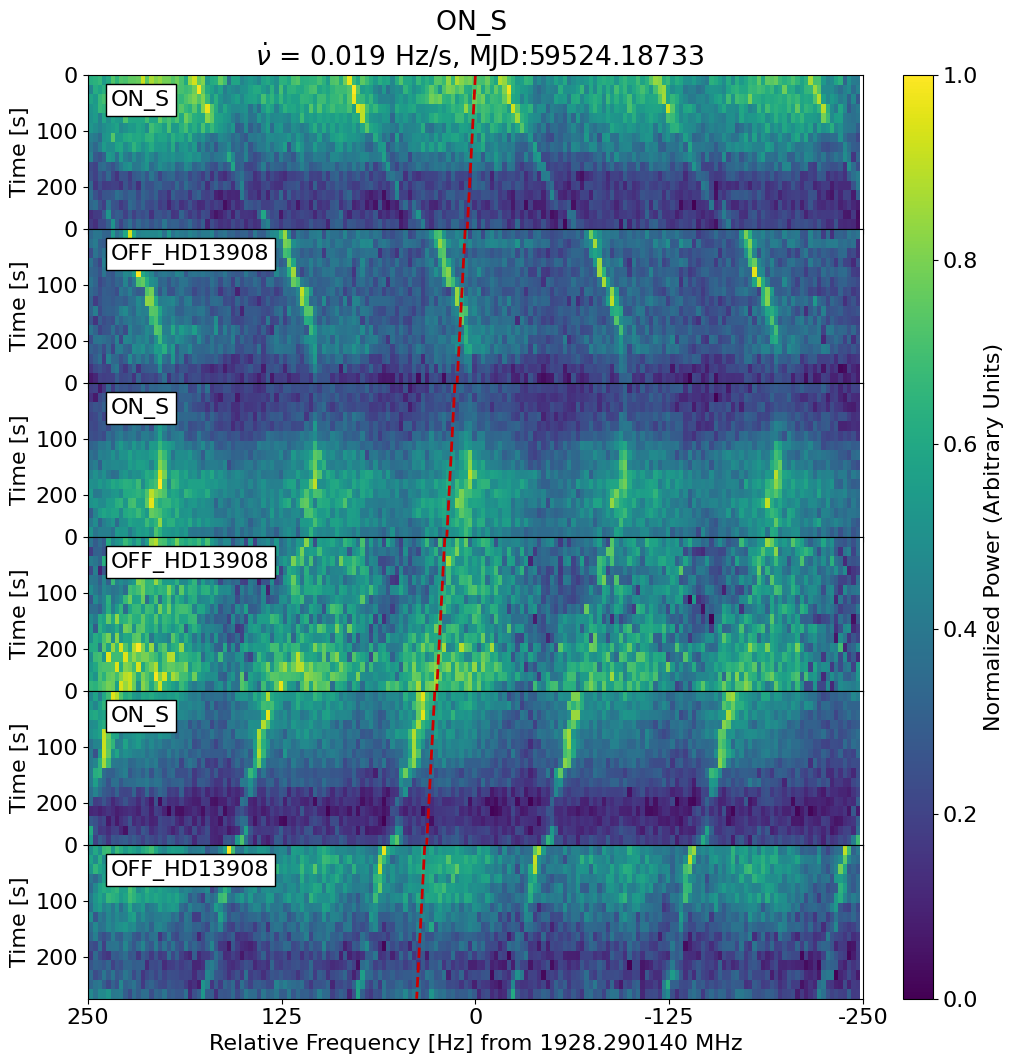 ON_S
ν̇ = 0.019 Hz/s, MJD:59524.18733
0
ON_S
100
200
Time [s]
0
OFF_HD13908
100
200
Time [s]
0
ON_S
100
200
Time [s]
0
OFF_HD13908
100
200
Time [s]
0
ON_S
100
200
Time [s]
0
OFF_HD13908
100
200
Time [s]
250 125 0 -125 -250
Relative Frequency [Hz] from 1928.290140 MHz
1.0
0.8
0.6
0.4
0.2
0.0
Normalized Power (Arbitrary Units)